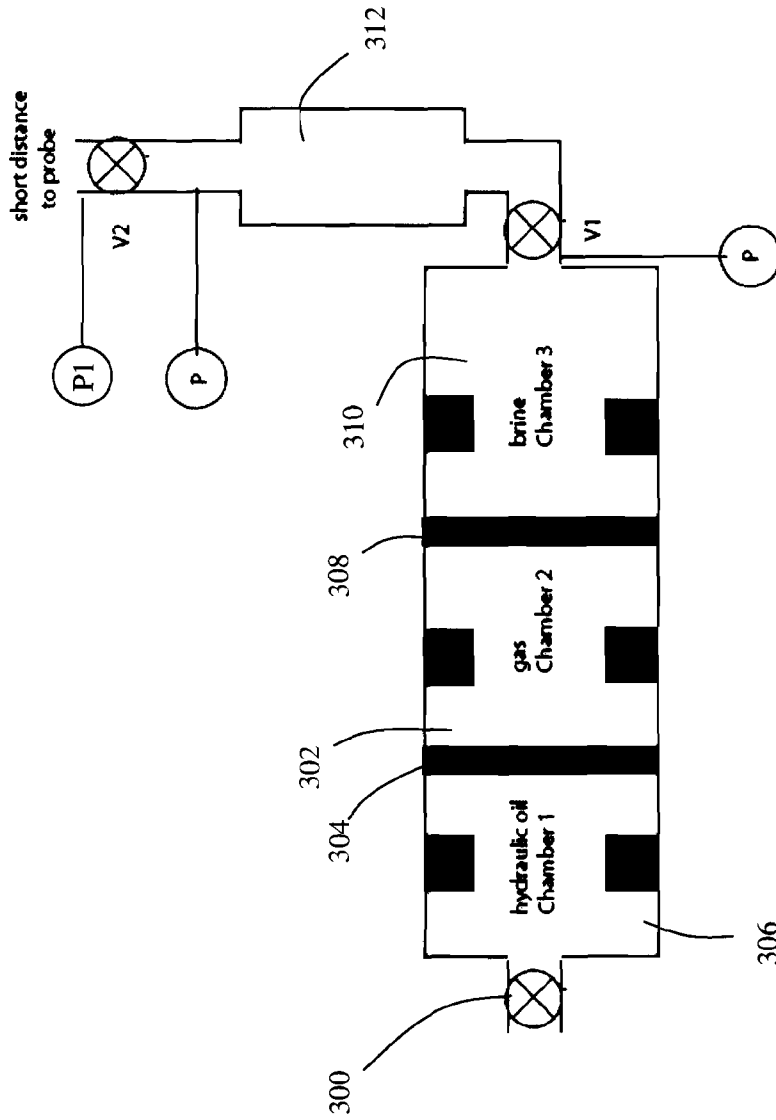 short distance
to probe
V2
P1
P
312
V1
P
310
brine
Chamber 3
308
gas
Chamber 2
302
304
hydraulic oil
Chamber 1
306
300